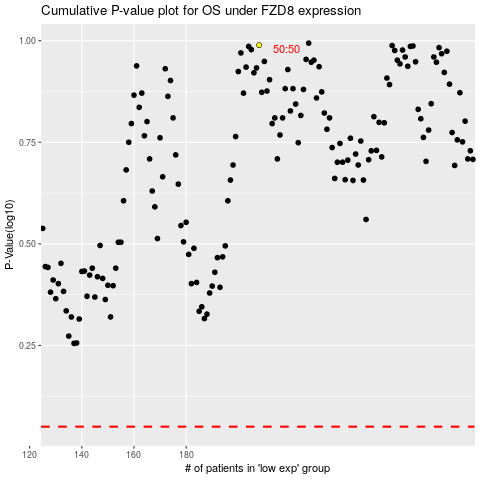 Cumulative P-value plot for OS under FZD8 expression
P-Value(log10)
1.00
0.75
0.50
0.25
50:50
120 140 160 180
# of patients in 'low exp' group